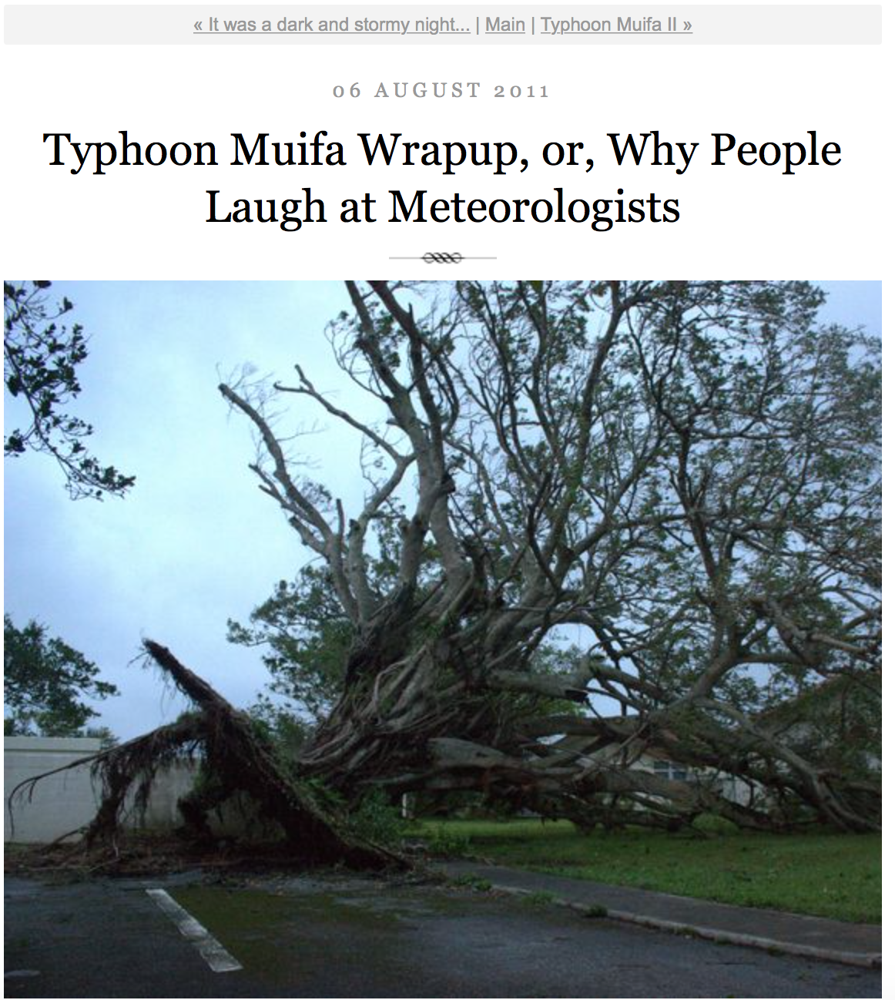 « It was a dark and stormy night... | Main | Typhoon Muifa II »
06 AUGUST 2011
Typhoon Muifa Wrapup, or, Why People
Laugh at Meteorologists